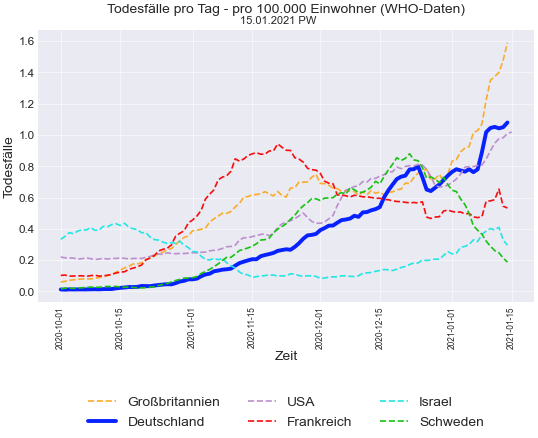 Todesfälle pro Tag - pro 100.000 Einwohner (WHO-Daten)
15.01.2021 PW
Todesfälle
1.6
1.4
1.2
1.0
0.8
0.6
0.4
0.2
0.0
2020-10-01
2020-10-15
2020-11-01
2020-11-15
2020-12-01
2020-12-15
2021-01-01
2021-01-15
Zeit
Großbritannien USA Israel
Deutschland Frankreich Schweden